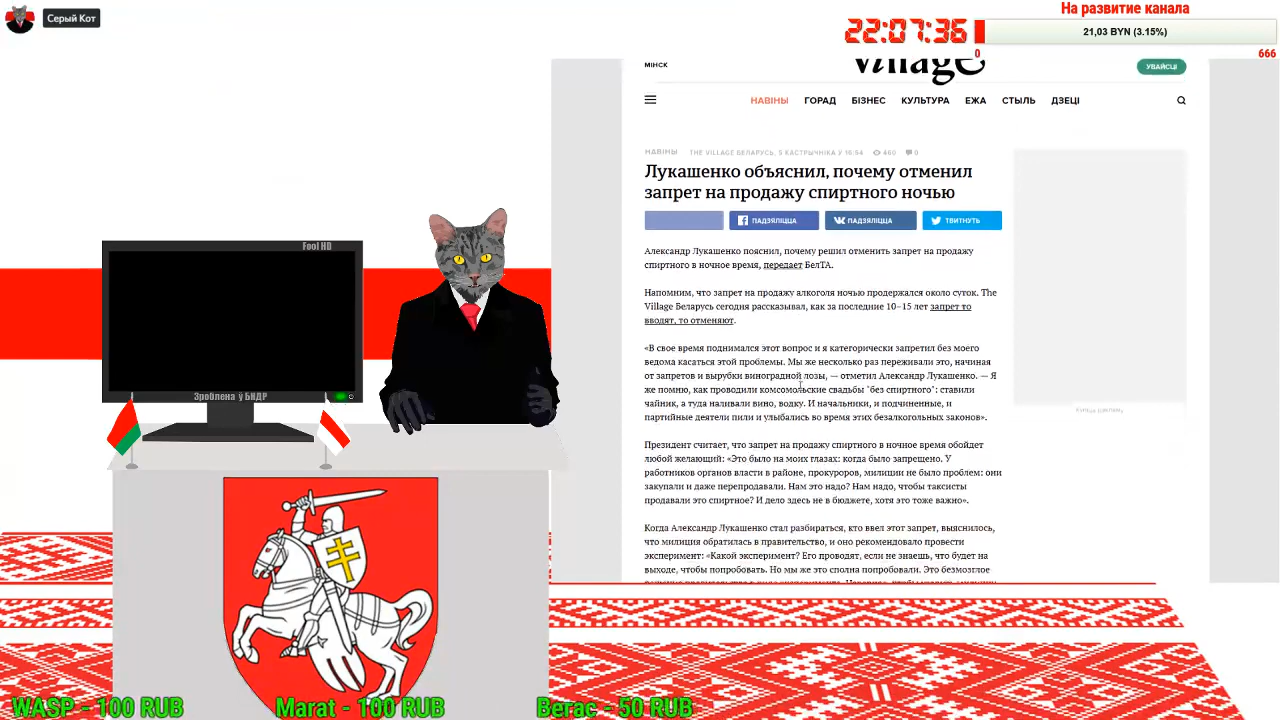 Серый Кот
На развитие канала
22:07:36
21,03 BYN (3.15%)
0
666
МІНСК
Village
УВАЙСЦІ
НАВІНЫ ГОРАД БІЗНЕС КУЛЬТУРА ЕЖА СТЫЛЬ ДЗЕЦІ
НАВІНЫ THE VILLAGE БЕЛАРУСЬ, 5 КАСТРЫЧНІКА У 16:54 460 0
Лукашенко объяснил, почему отменил
запрет на продажу спиртного ночью
ПАДЗЯЛІЦЦА ПАДЗЯЛІЦЦА ТВИТНУТЬ
Александр Лукашенко пояснил, почему решил отменить запрет на продажу
спиртного в ночное время, передает БелТА.
Напомним, что запрет на продажу алкоголя ночью продержался около суток. The
Village Беларусь сегодня рассказывал, как за последние 10–15 лет запрет то
вводят, то отменяют.
«В свое время поднимался этот вопрос и я категорически запретил без моего
ведома касаться этой проблемы. Мы же несколько раз переживали это, начиная
от запретов и вырубки виноградной лозы, — отметил Александр Лукашенко. — Я
же помню, как проводили комсомольские свадьбы "без спиртного": ставили
чайник, а туда наливали вино, водку. И начальники, и подчиненные, и
партийные деятели пили и улыбались во время этих безалкогольных законов».
Президент считает, что запрет на продажу спиртного в ночное время обойдет
любой желающий: «Это было на моих глазах: когда было запрещено. У
работников органов власти в районе, прокуроров, милиции не было проблем: они
закупали и даже перепродавали. Нам это надо? Нам надо, чтобы таксисты
продавали это спиртное? И дело здесь не в бюджете, хотя это тоже важно».
Когда Александр Лукашенко стал разбираться, кто ввел этот запрет, выяснилось,
что милиция обратилась в правительство, и оно рекомендовало провести
эксперимент: «Какой эксперимент? Его проводят, если не знаешь, что будет на
выходе, чтобы попробовать. Но мы же это сполна попробовали. Это безмозглое
Fool HD
Зроблена ў БНДР
WASP - 100 RUB Marat - 100 RUB Вегас - 50 RUB